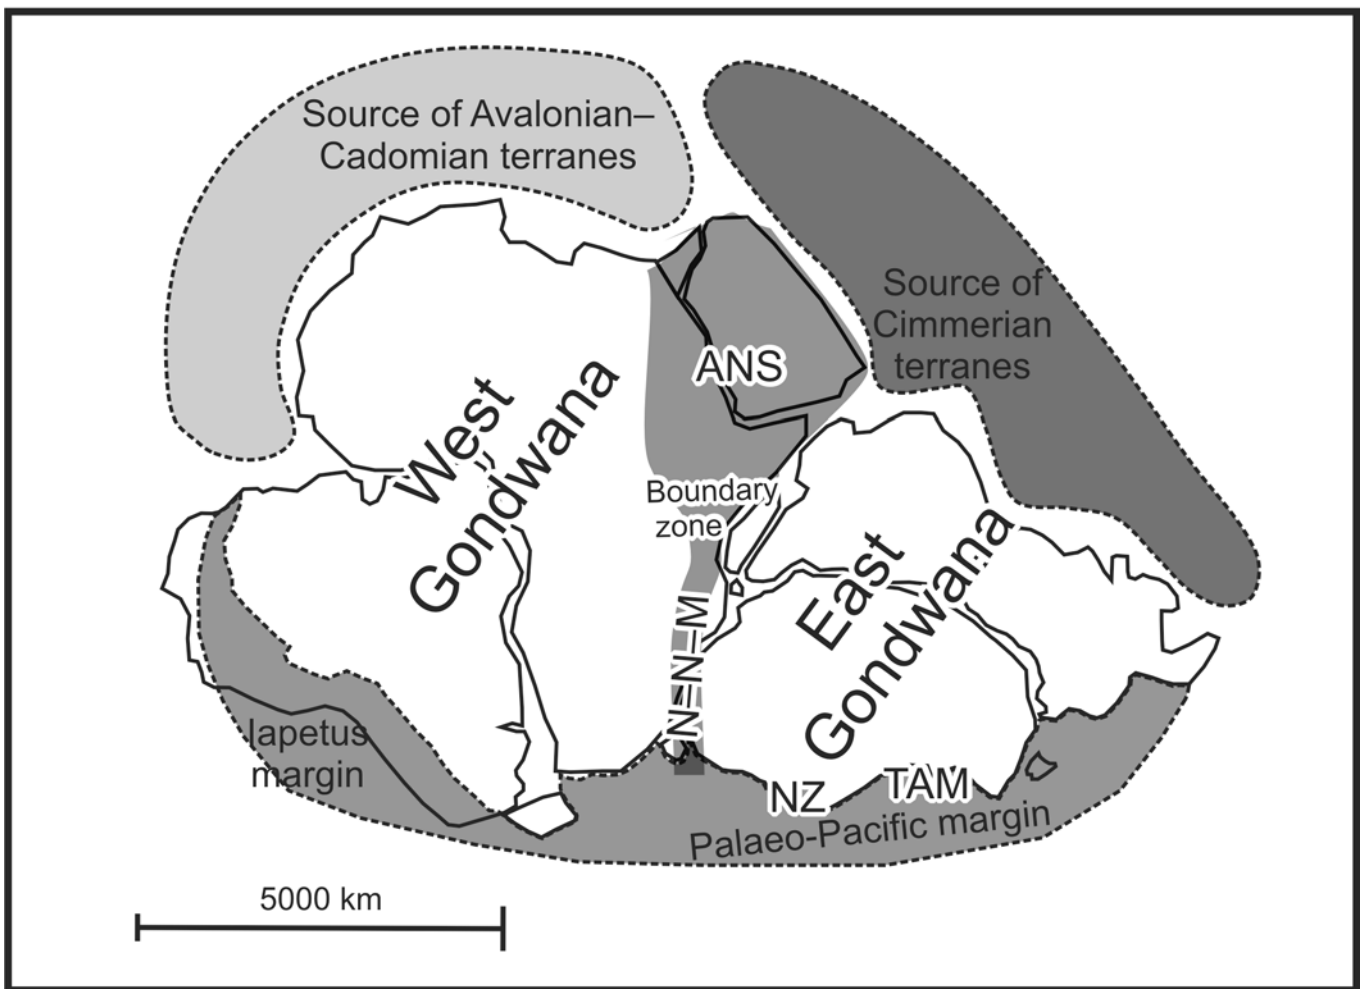 Source of Avalonian–
Cadomian terranes
Source of
Cimmerian
terranes
ANS
West
Gondwana
Boundary
zone
East
Gondwana
N–N–M
Iapetus
margin
NZ
TAM
Palaeo-Pacific margin
5000 km